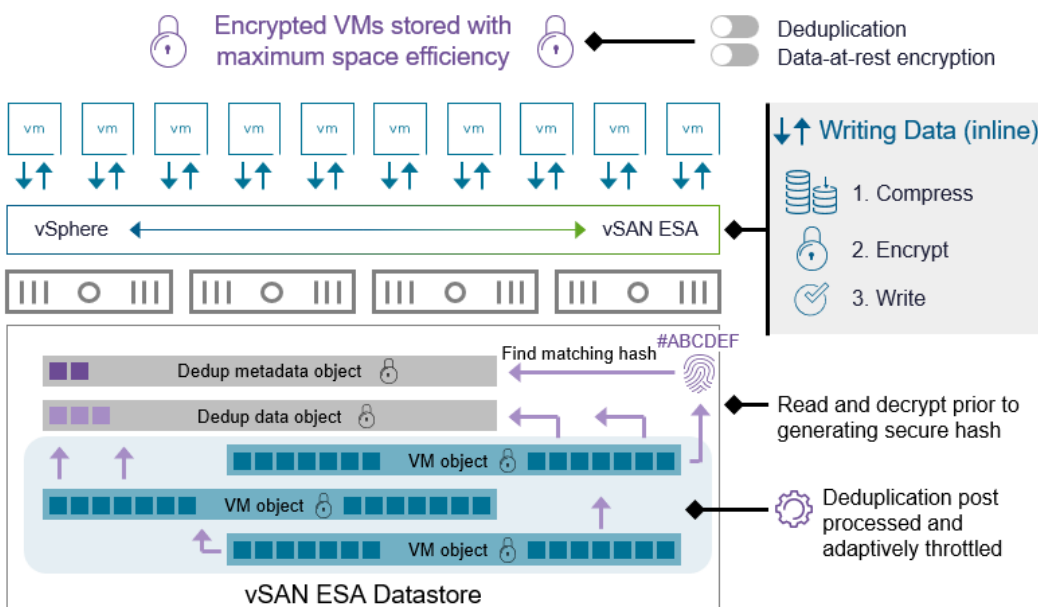 Encrypted VMs stored with
maximum space efficiency
Deduplication
Data-at-rest encryption
vm vm vm vm vm vm vm vm vm vm
Writing Data (inline)
1. Compress
2. Encrypt
3. Write
vSphere
vSAN ESA
#ABCDEF
Find matching hash
Dedup metadata object
Dedup data object
Read and decrypt prior to
generating secure hash
VM object
VM object
VM object
Deduplication post
processed and
adaptively throttled
vSAN ESA Datastore